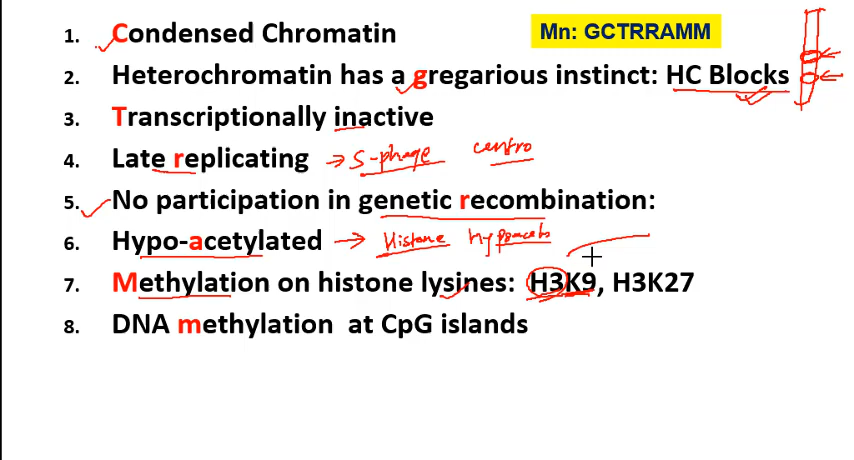 Mn: GCTRRAMM
1. Condensed Chromatin
2. Heterochromatin has a gregarious instinct: HC Blocks
3. Transcriptionally inactive
4. Late replicating → S-phage centro
5. No participation in genetic recombination:
6. Hypo-acetylated → Histone
7. Methylation on histone lysines: H3K9, H3K27
8. DNA methylation at CpG islands